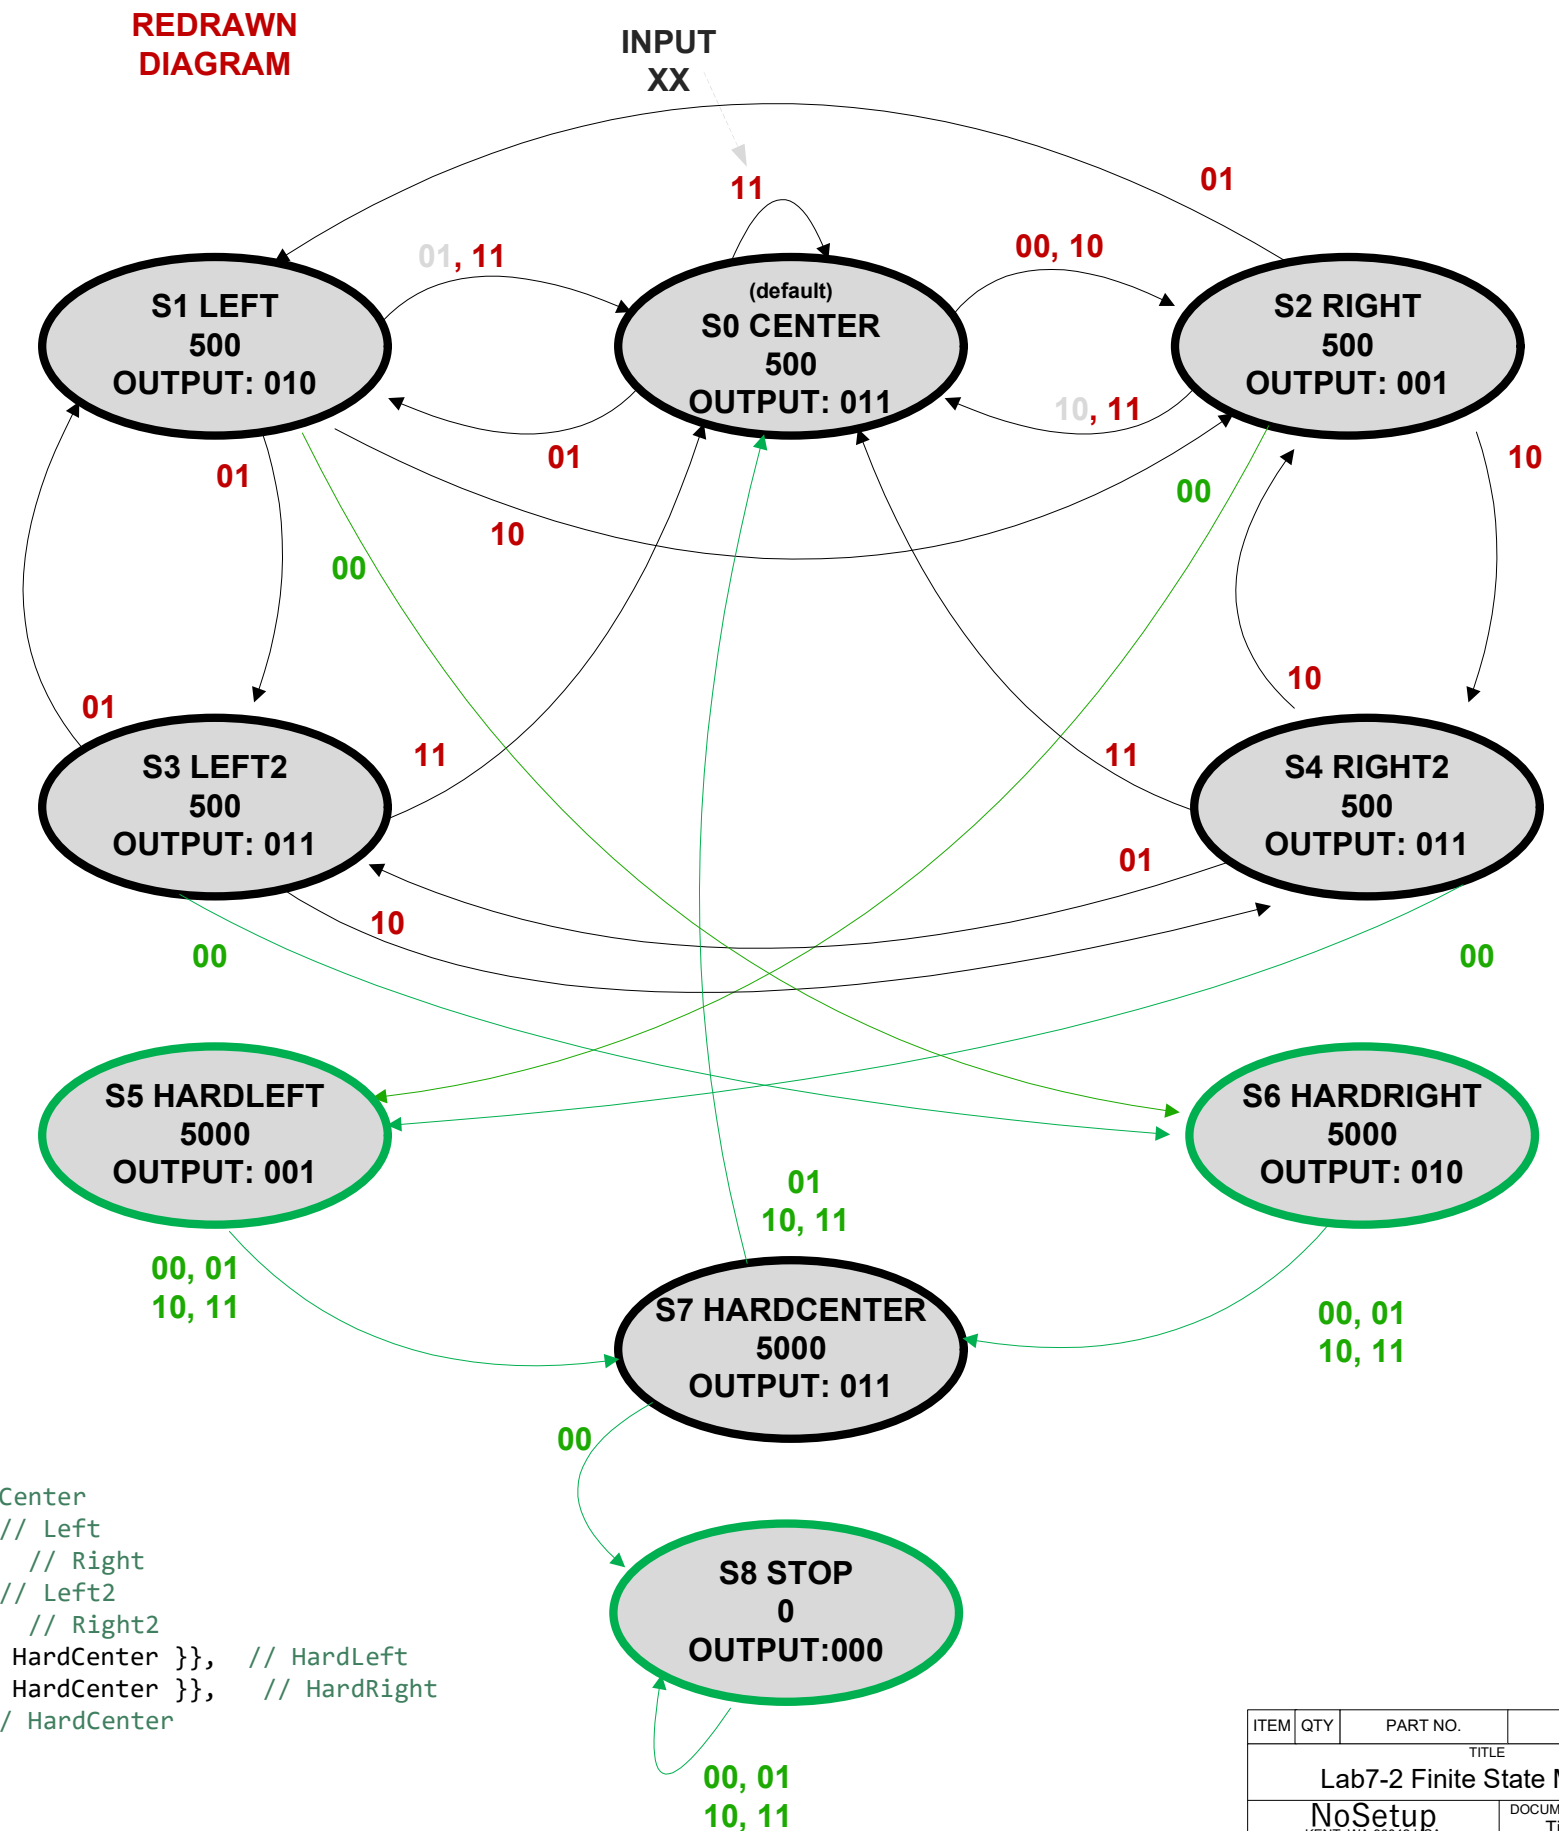 REDRAWN
DIAGRAM
INPUT
XX
11
01
01, 11
00, 10
S1 LEFT
500
OUTPUT: 010
(default)
S0 CENTER
500
OUTPUT: 011
S2 RIGHT
500
OUTPUT: 001
10, 11
01
01
10
00
00
10
01
11
11
10
S3 LEFT2
500
OUTPUT: 011
S4 RIGHT2
500
OUTPUT: 011
01
10
00
00
S5 HARDLEFT
5000
OUTPUT: 001
S6 HARDRIGHT
5000
OUTPUT: 010
01
10, 11
00, 01
10, 11
S7 HARDCENTER
5000
OUTPUT: 011
00, 01
10, 11
00
Center
// Left
// Right
// Left2
// Right2
HardCenter }}, // HardLeft
HardCenter }}, // HardRight
/ HardCenter
S8 STOP
0
OUTPUT:000
00, 01
10, 11
ITEM QTY PART NO.
TITLE
Lab7-2 Finite State
NoSetup
DOCUM